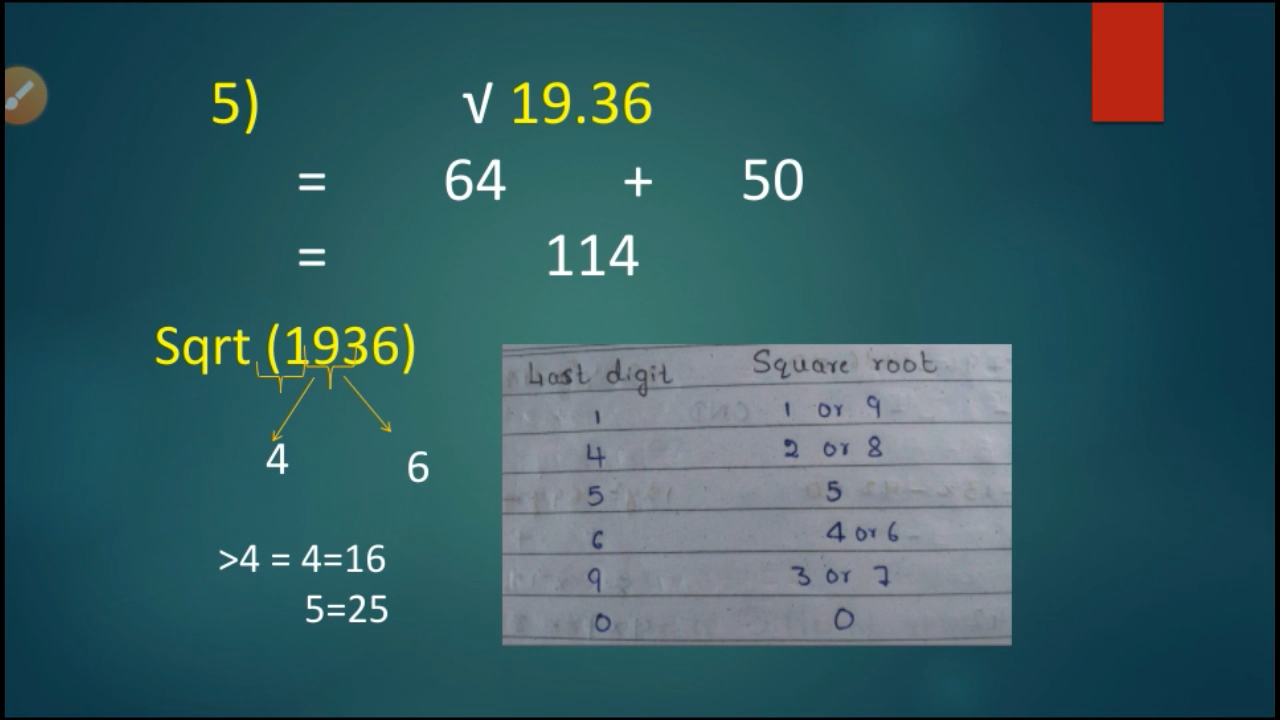 5) √ 19.36
= 64 + 50
= 114
Sqrt (1936)
4 6
>4 = 4=16
5=25
Last digit Square root
1 1 or 9
4 2 or 8
5 5
6 4 or 6
9 3 or 7
0 0